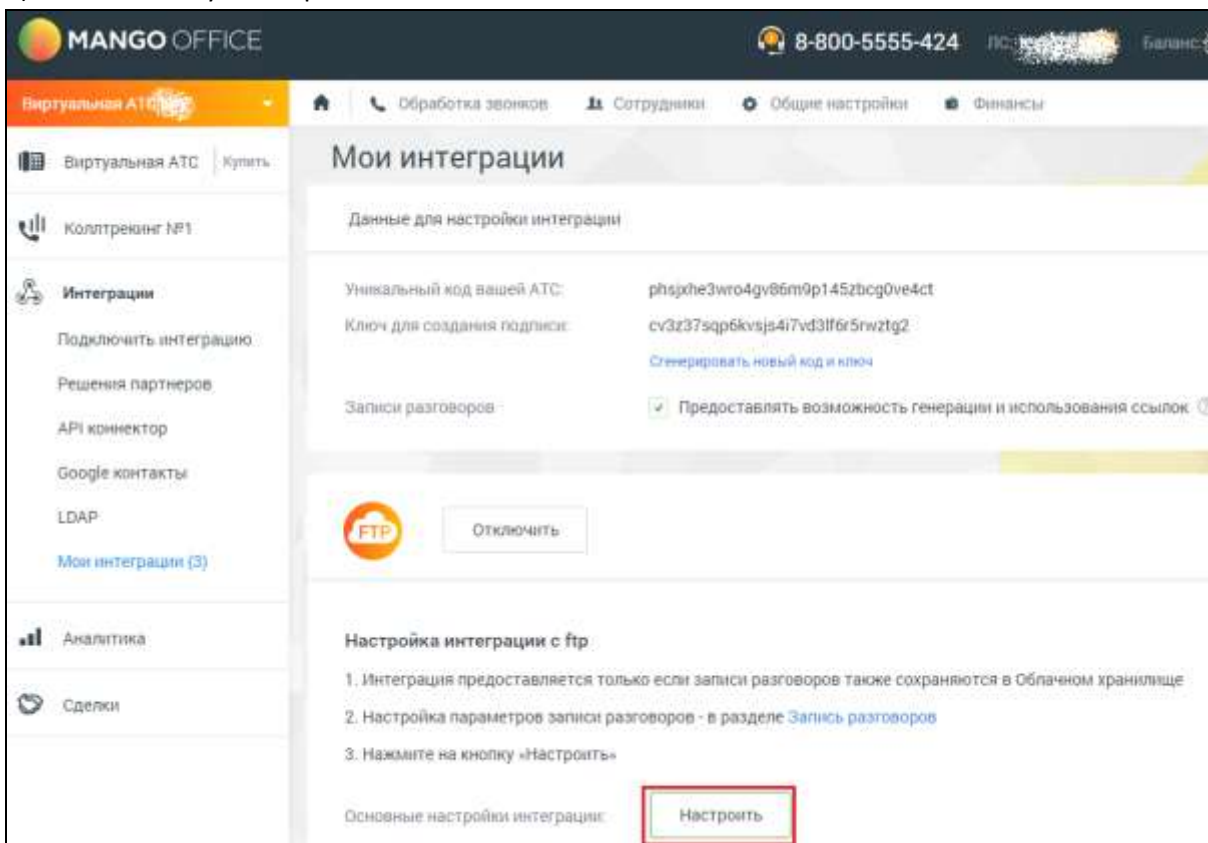 MANGO OFFICE
8-800-5555-424
ЛС:
Баланс:
Виртуальная АТС
Обработка звонков
Сотрудники
Общие настройки
Финансы
Виртуальная АТС
Купить
Мои интеграции
Данные для настройки интеграции
Коллтрекинг №1
Интеграции
Уникальный код вашей АТС:
phsjxhe3wro4gv86m9p145zbcg0ve4ct
Подключить интеграцию
Ключ для создания подписи:
cv3z37sqp6kvsjs4i7vd3lf6r5rwztg2
Сгенерировать новый код и ключ
Решения партнеров
Записи разговоров
Предоставлять возможность генерации и использования ссылок
API коннектор
Google контакты
LDAP
FTP
Отключить
Мои интеграции (3)
Аналитика
Настройка интеграции с ftp
1. Интеграция предоставляется только если записи разговоров также сохраняются в Облачном хранилище
Сделки
2. Настройка параметров записи разговоров - в разделе Запись разговоров
3. Нажмите на кнопку «Настроить»
Основные настройки интеграции:
Настроить